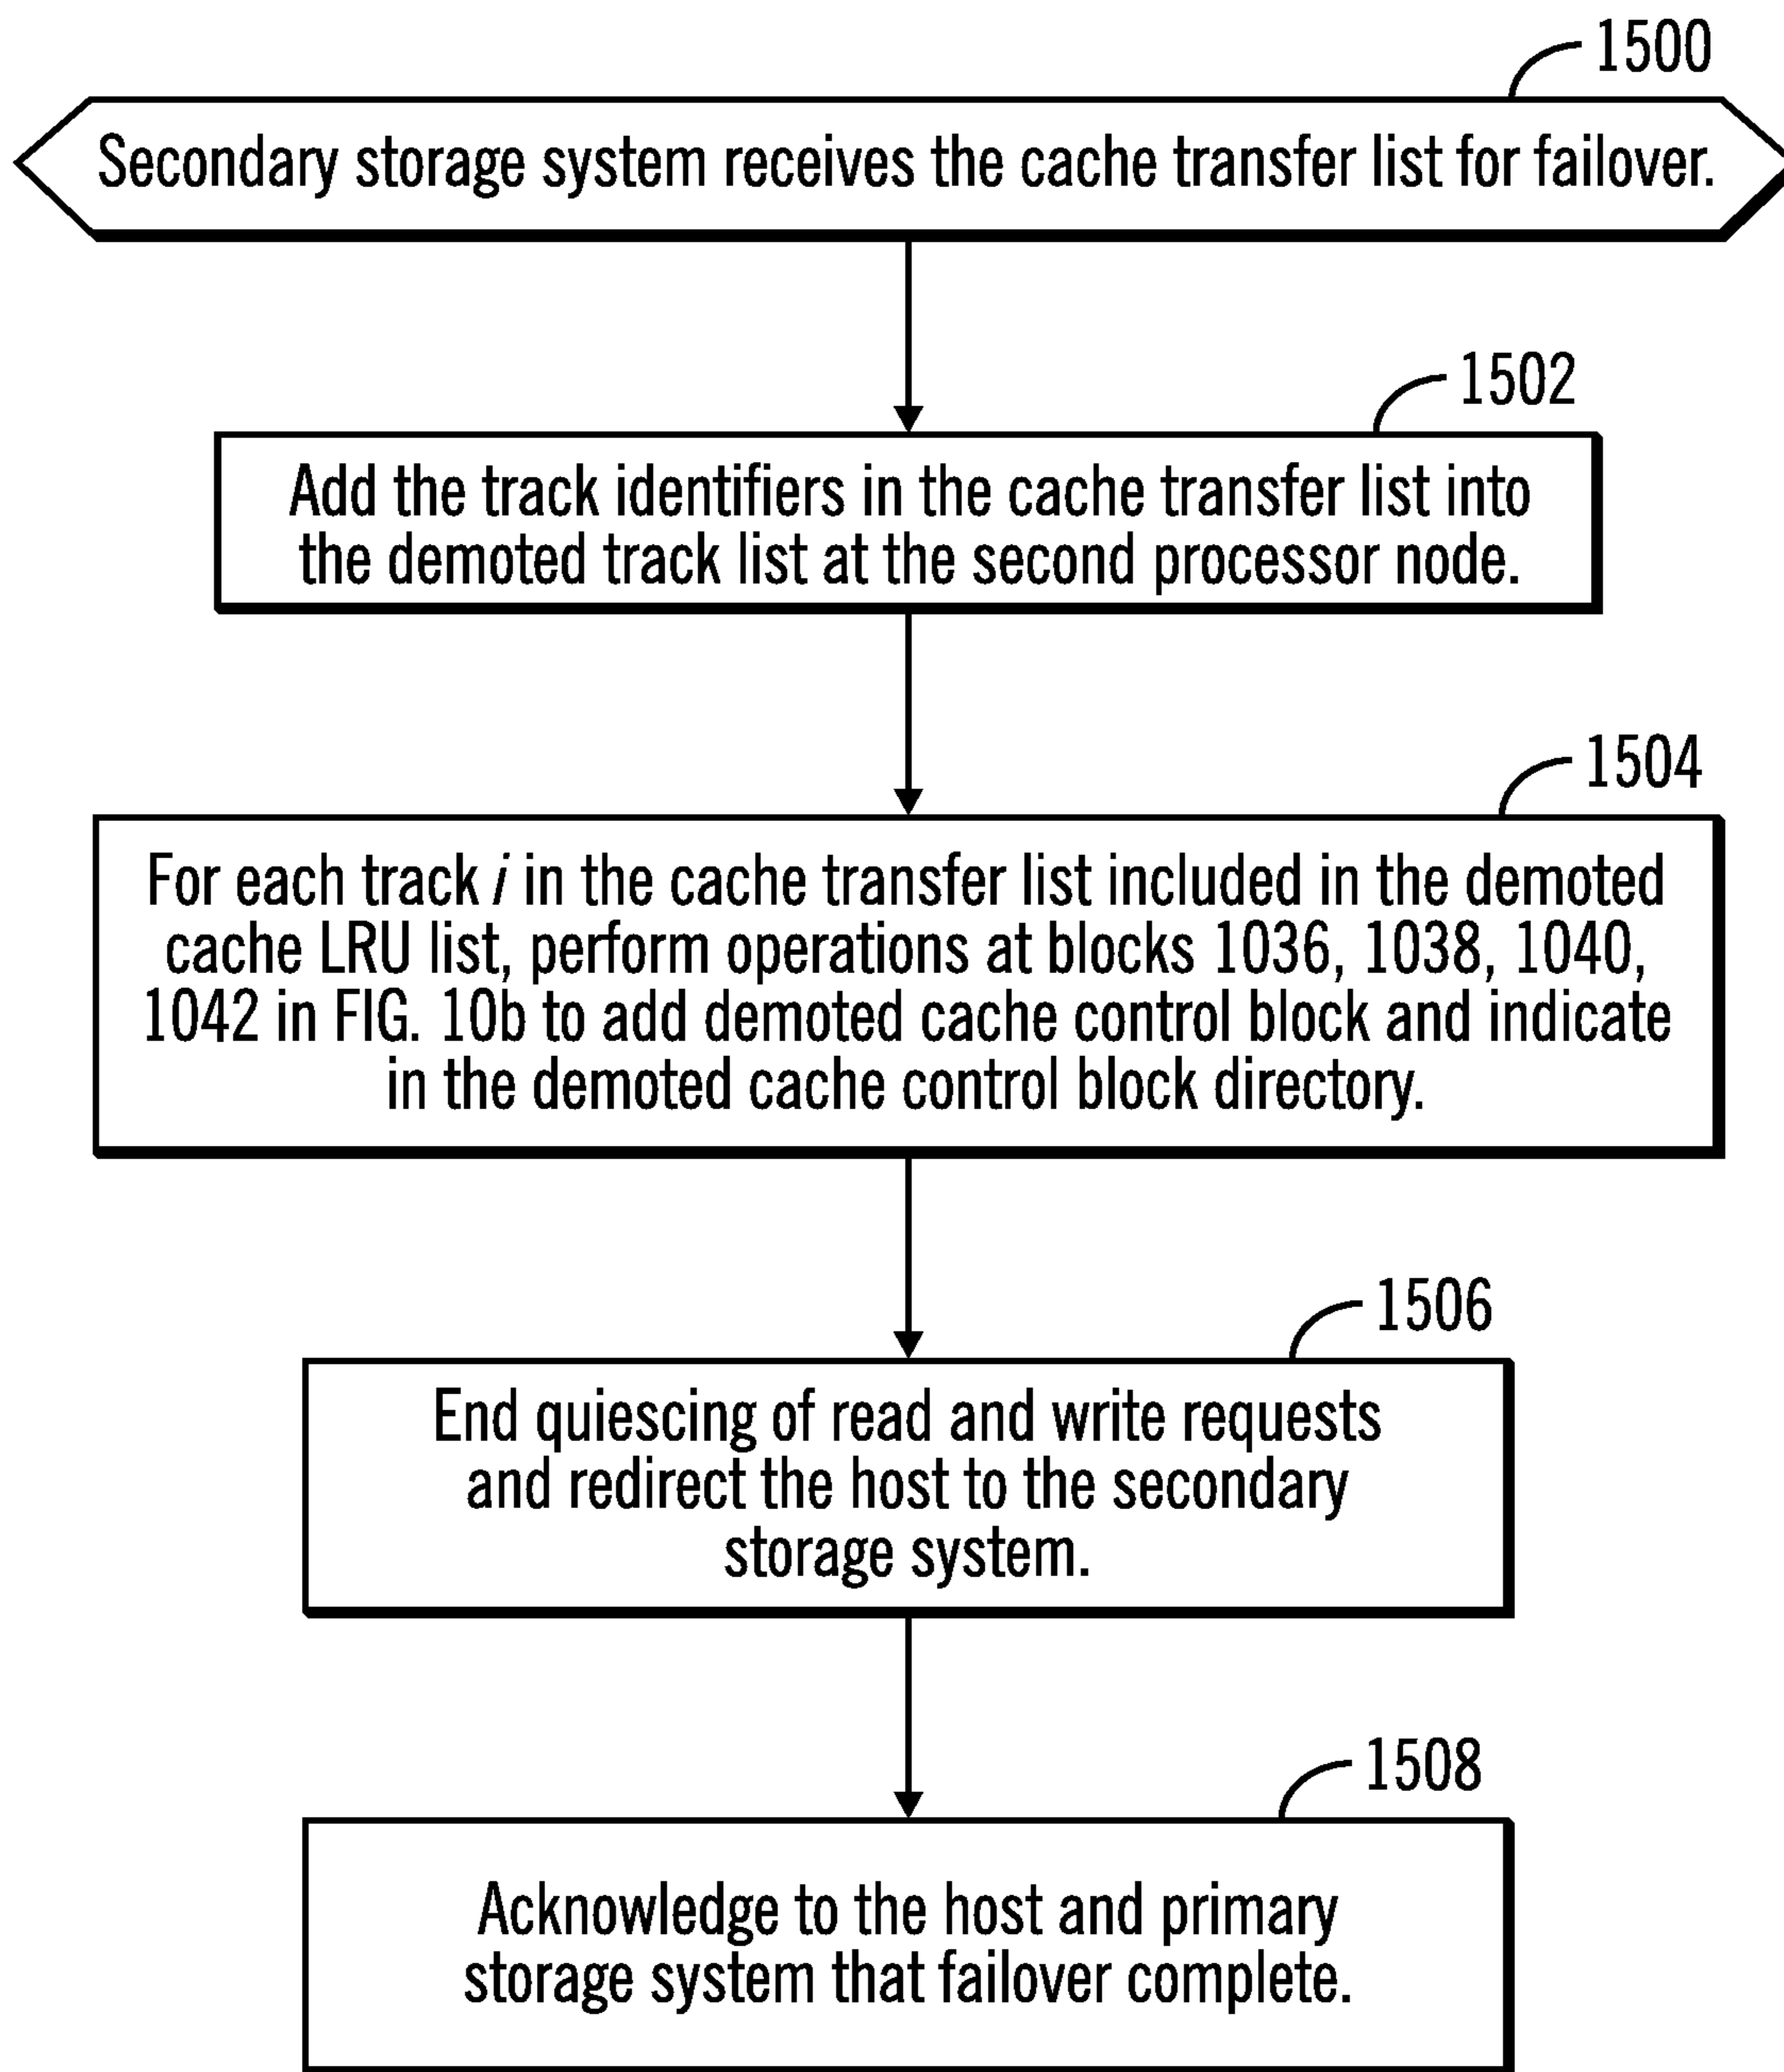 1500
Secondary storage system receives the cache transfer list for failover.
1502
Add the track identifiers in the cache transfer list into
the demoted track list at the second processor node.
1504
For each track i in the cache transfer list included in the demoted
cache LRU list, perform operations at blocks 1036, 1038, 1040,
1042 in FIG. 10b to add demoted cache control block and indicate
in the demoted cache control block directory.
1506
End quiescing of read and write requests
and redirect the host to the secondary
storage system.
1508
Acknowledge to the host and primary
storage system that failover complete.